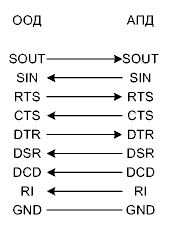 ООД АПД
SOUT SOUT
SIN SIN
RTS RTS
CTS CTS
DTR DTR
DSR DSR
DCD DCD
RI RI
GND GND